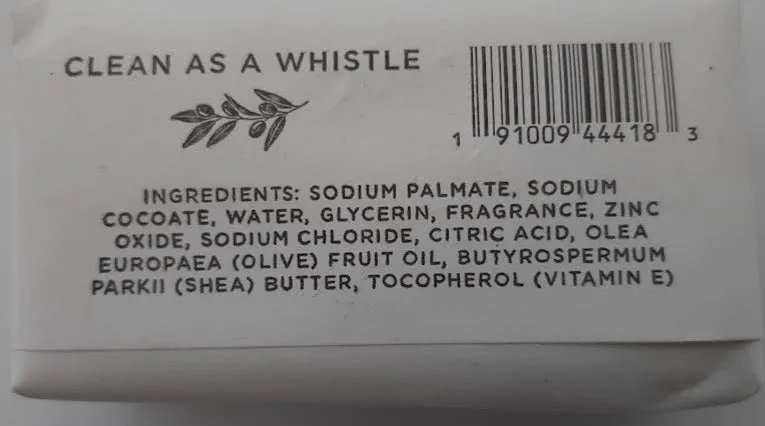 CLEAN AS A WHISTLE
1 91009 44418 3
INGREDIENTS: SODIUM PALMATE, SODIUM
COCOATE, WATER, GLYCERIN, FRAGRANCE, ZINC
OXIDE, SODIUM CHLORIDE, CITRIC ACID, OLEA
EUROPAEA (OLIVE) FRUIT OIL, BUTYROSPERMUM
PARKII (SHEA) BUTTER, TOCOPHEROL (VITAMIN E)